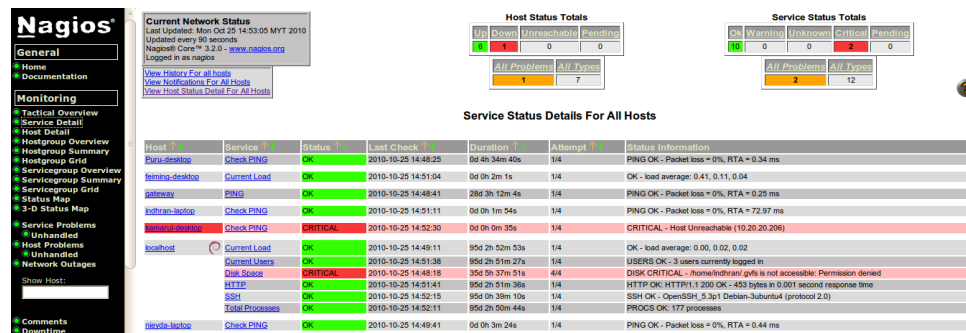 Nagios®
General
Home
Documentation
Monitoring
Tactical Overview
Service Detail
Host Detail
Hostgroup Overview
Hostgroup Summary
Hostgroup Grid
Servicegroup Overview
Servicegroup Summary
Servicegroup Grid
Status Map
3-D Status Map
Service Problems
Unhandled
Host Problems
Unhandled
Network Outages
Show Host:
Comments
Downtime
Current Network Status
Last Updated: Mon Oct 25 14:53:05 MYT 2010
Updated every 90 seconds
Nagios® Core™ 3.2.0 - www.nagios.org
Logged in as nagios
View History For all hosts
View Notifications For All Hosts
View Host Status Detail For All Hosts
Host Status Totals
Up Down Unreachable Pending
6 1 0 0
All Problems All Types
1 7
Service Status Totals
Ok Warning Unknown Critical Pending
10 0 0 2 0
All Problems All Types
2 12
Service Status Details For All Hosts
Host Service Status Last Check Duration Attempt Status Information
Puru-desktop Check PING OK 2010-10-25 14:48:25 0d 4h 34m 40s 1/4 PING OK - Packet loss = 0%, RTA = 0.34 ms
feiming-desktop Current Load OK 2010-10-25 14:51:04 0d 0h 2m 1s 1/4 OK - load average: 0.41, 0.11, 0.04
gateway PING OK 2010-10-25 14:48:41 28d 3h 12m 4s 1/4 PING OK - Packet loss = 0%, RTA = 0.25 ms
indhran-laptop Check PING OK 2010-10-25 14:51:11 0d 0h 1m 54s 1/4 PING OK - Packet loss = 0%, RTA = 72.97 ms
kamarul-desktop Check PING CRITICAL 2010-10-25 14:52:30 0d 0h 0m 35s 1/4 CRITICAL - Host Unreachable (10.20.20.206)
localhost Current Load OK 2010-10-25 14:49:11 95d 2h 52m 53s 1/4 OK - load average: 0.00, 0.02, 0.02
Current Users OK 2010-10-25 14:51:38 95d 2h 51m 27s 1/4 USERS OK - 3 users currently logged in
Disk Space CRITICAL 2010-10-25 14:48:18 35d 5h 37m 51s 4/4 DISK CRITICAL - /home/indhran/.gvfs is not accessible: Permission denied
HTTP OK 2010-10-25 14:51:41 95d 2h 51m 36s 1/4 HTTP OK: HTTP/1.1 200 OK - 453 bytes in 0.001 second response time
SSH OK 2010-10-25 14:52:15 95d 0h 39m 10s 1/4 SSH OK - OpenSSH_5.3p1 Debian-3ubuntu4 (protocol 2.0)
Total Processes OK 2010-10-25 14:52:11 95d 2h 50m 44s 1/4 PROCS OK: 177 processes
nieyda-laptop Check PING OK 2010-10-25 14:49:41 0d 0h 3m 24s 1/4 PING OK - Packet loss = 0%, RTA = 0.44 ms